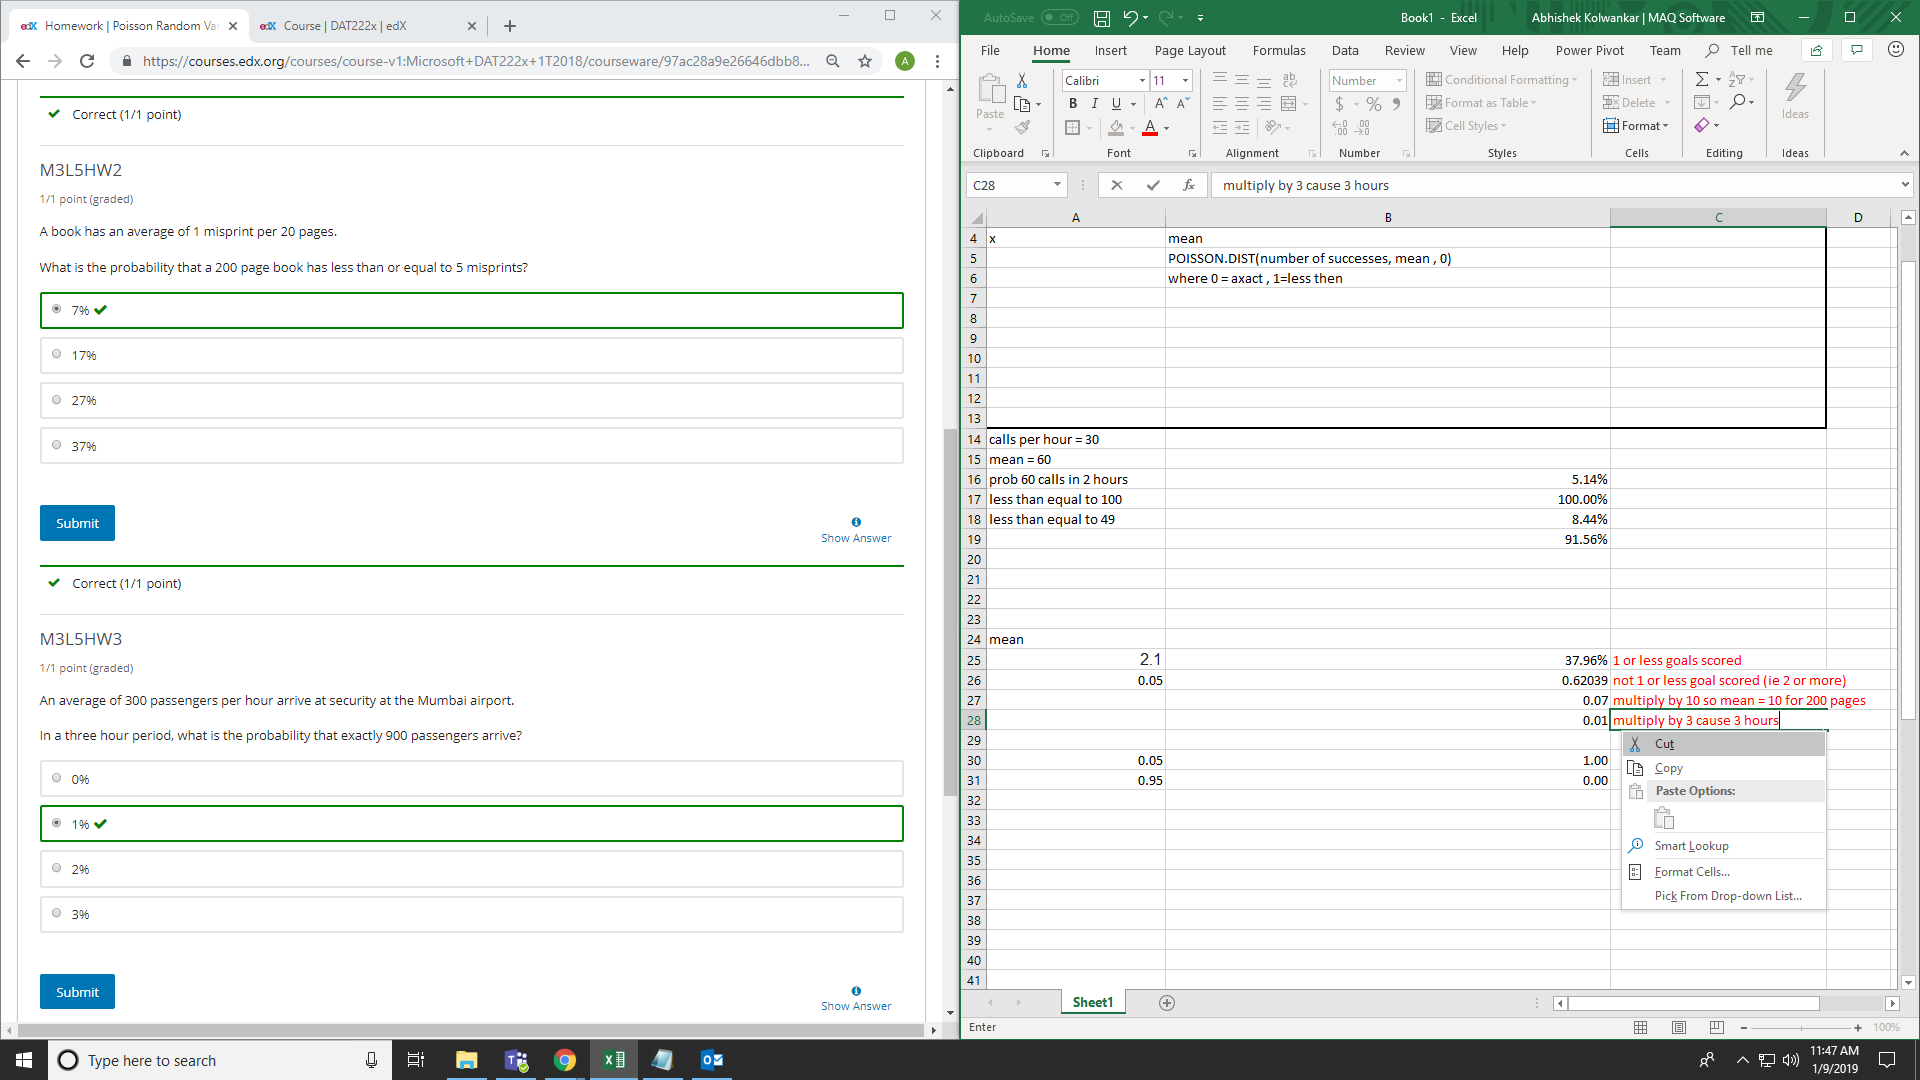 Homework | Poisson Random Va
Course | DAT222x | edX
https://courses.edx.org/courses/course-v1:Microsoft+DAT222x+1T2018/courseware/97ac28a9e26646dbb8...
A
Correct (1/1 point)
M3L5HW2
1/1 point (graded)
A book has an average of 1 misprint per 20 pages.
What is the probability that a 200 page book has less than or equal to 5 misprints?
7%
17%
27%
37%
Submit
Show Answer
Correct (1/1 point)
M3L5HW3
1/1 point (graded)
An average of 300 passengers per hour arrive at security at the Mumbai airport.
In a three hour period, what is the probability that exactly 900 passengers arrive?
0%
1%
2%
3%
Submit
Show Answer
AutoSave Off
Book1 - Excel
Abhishek Kolwankar | MAQ Software
File Home Insert Page Layout Formulas Data Review View Help Power Pivot Team Tell me
Paste
Clipboard
Calibri 11
B I U
Font
Alignment
Number
Number
Conditional Formatting
Format as Table
Cell Styles
Styles
Insert
Delete
Format
Cells
Editing
Ideas
Ideas
C28
fx
multiply by 3 cause 3 hours
A B C D
4 x mean
5 POISSON.DIST(number of successes, mean , 0)
6 where 0 = axact , 1=less then
7
8
9
10
11
12
13
14 calls per hour = 30
15 mean = 60
16 prob 60 calls in 2 hours 5.14%
17 less than equal to 100 100.00%
18 less than equal to 49 8.44%
19 91.56%
20
21
22
23
24 mean
25 2.1 37.96% 1 or less goals scored
26 0.05 0.62039 not 1 or less goal scored (ie 2 or more)
27 0.07 multiply by 10 so mean = 10 for 200 pages
28 0.01 multiply by 3 cause 3 hours
29
30 0.05 1.00
31 0.95 0.00
32
33
34
35
36
37
38
39
40
41
Cut
Copy
Paste Options:
Smart Lookup
Format Cells...
Pick From Drop-down List...
Sheet1
Enter
100%
Type here to search
11:47 AM
1/9/2019